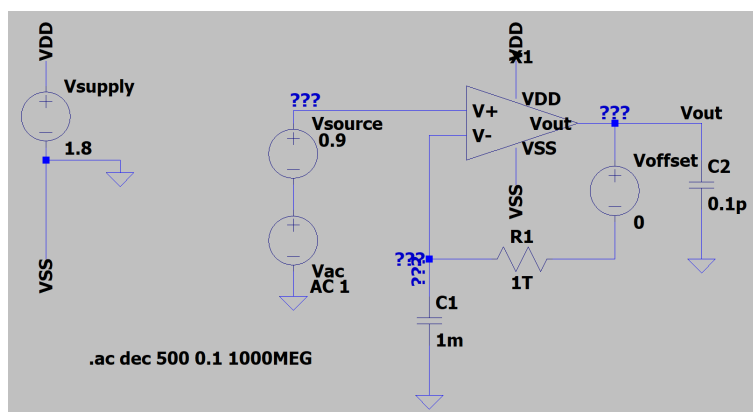 VDD
Vsupply
1.8
VSS
???
Vsource
0.9
Vac
AC 1
VDD
X1
V+
V-
VDD
Vout
VSS
VSS
???
Vout
Voffset
0
C2
0.1p
R1
1T
???
???
C1
1m
.ac dec 500 0.1 1000MEG